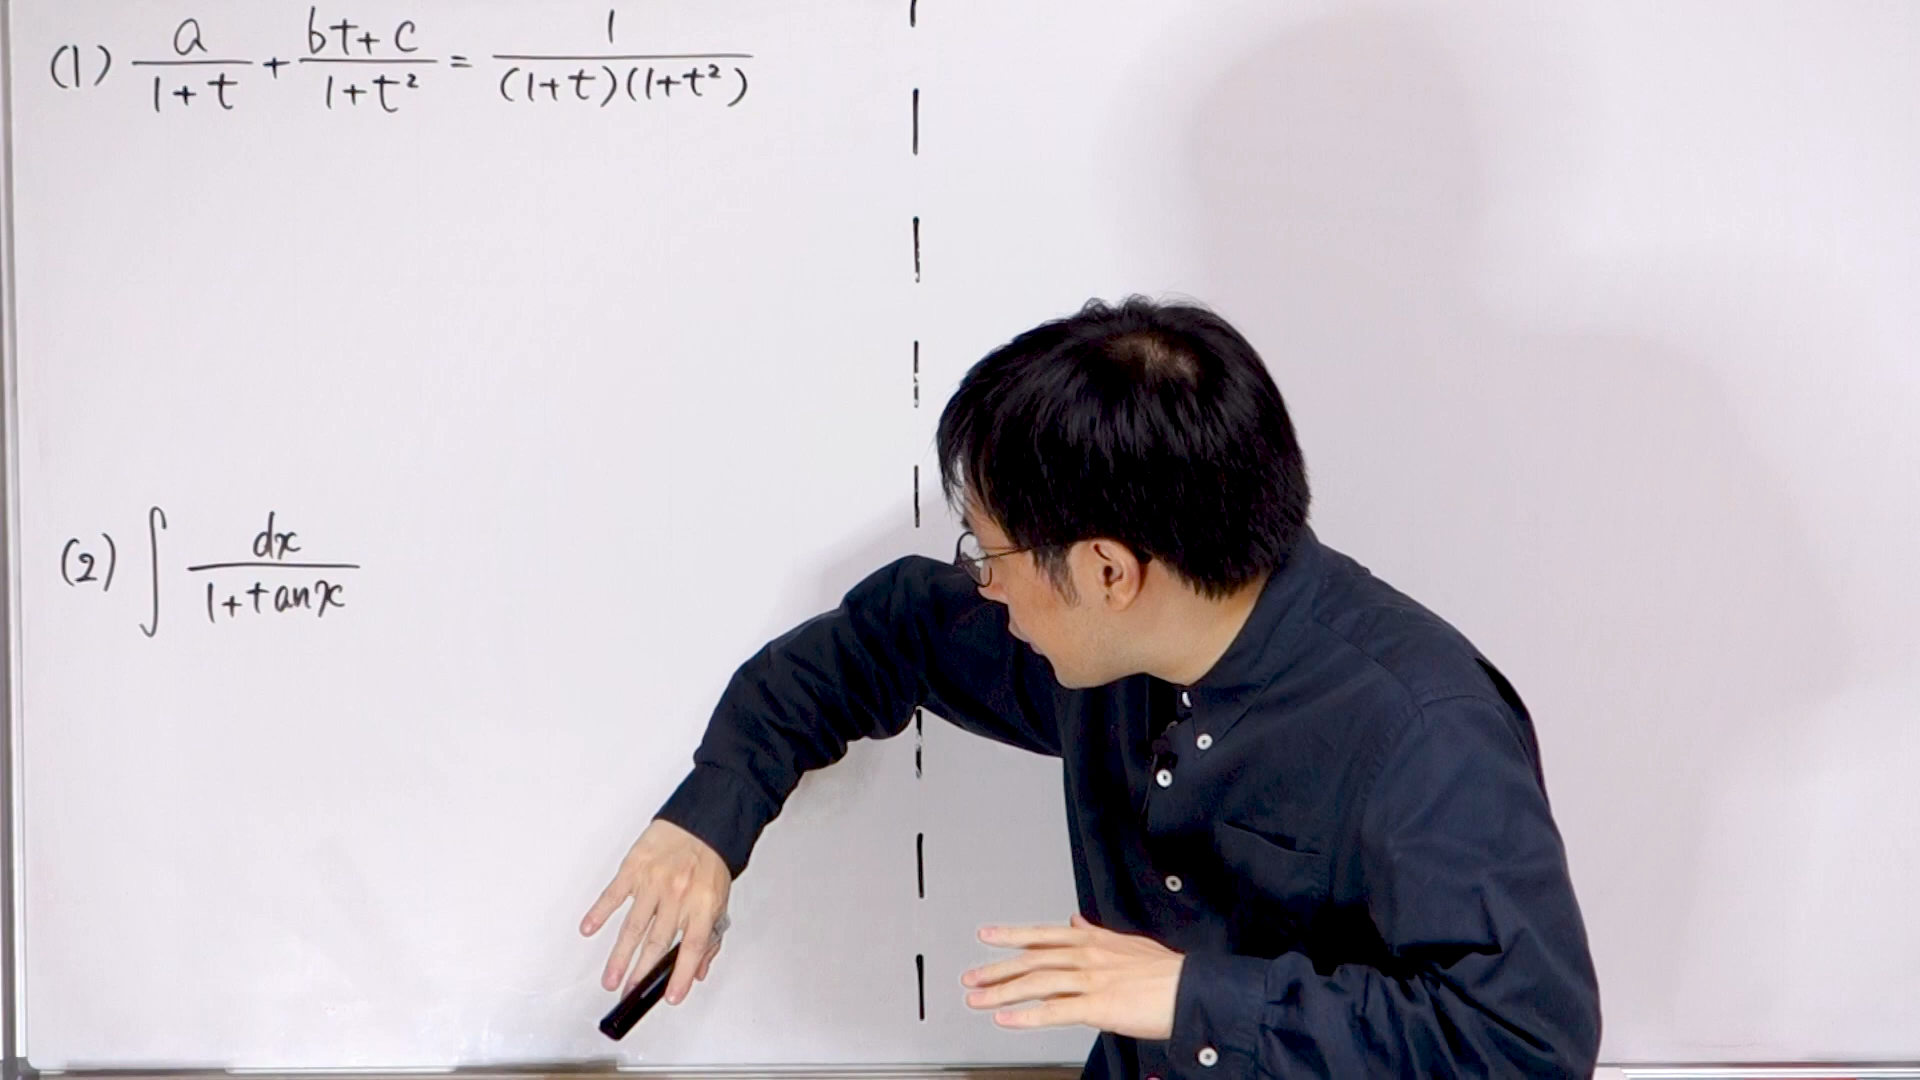 (1) a/(1+t) + (bt+c)/(1+t²) = 1/((1+t)(1+t²))
(2) ∫ dx/(1+tanx)